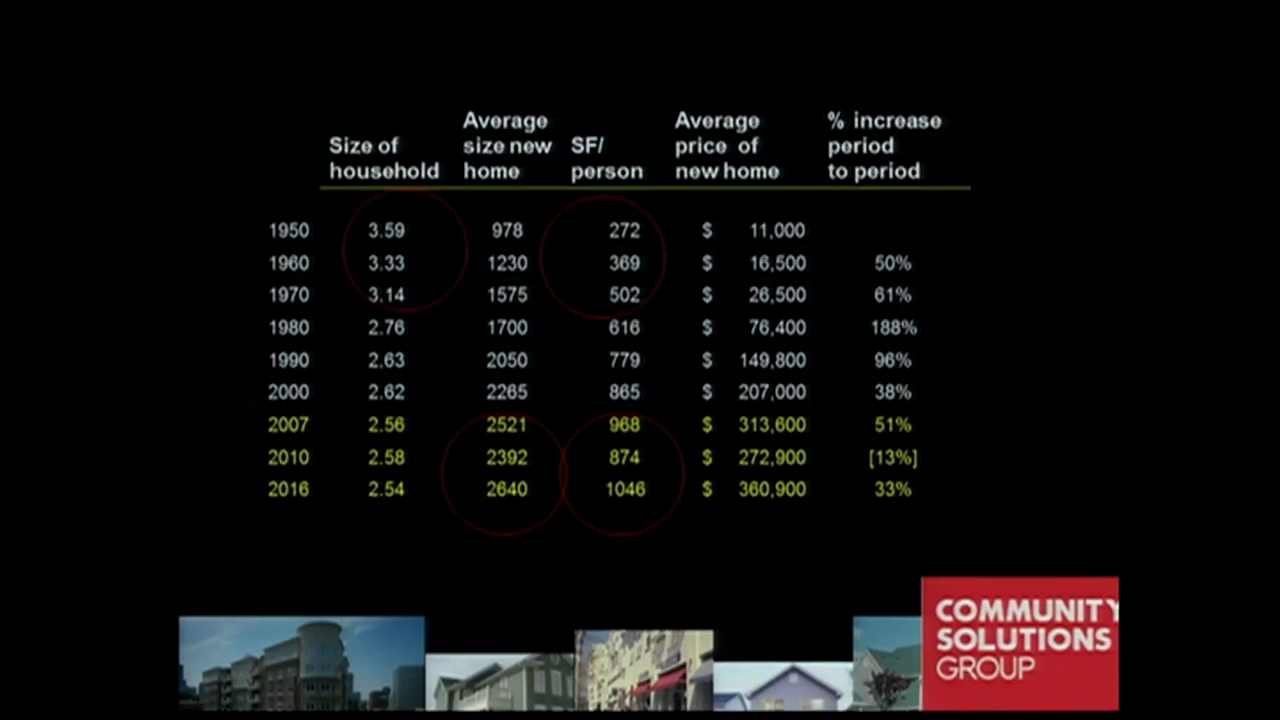 Size of household Average size new home SF/ person Average price of new home % increase period to period
1950 3.59 978 272 $ 11,000
1960 3.33 1230 369 $ 16,500 50%
1970 3.14 1575 502 $ 26,500 61%
1980 2.76 1700 616 $ 76,400 188%
1990 2.63 2050 779 $ 149,800 96%
2000 2.62 2265 865 $ 207,000 38%
2007 2.56 2521 968 $ 313,600 51%
2010 2.58 2392 874 $ 272,900 [13%]
2016 2.54 2640 1046 $ 360,900 33%
COMMUNITY
SOLUTIONS
GROUP